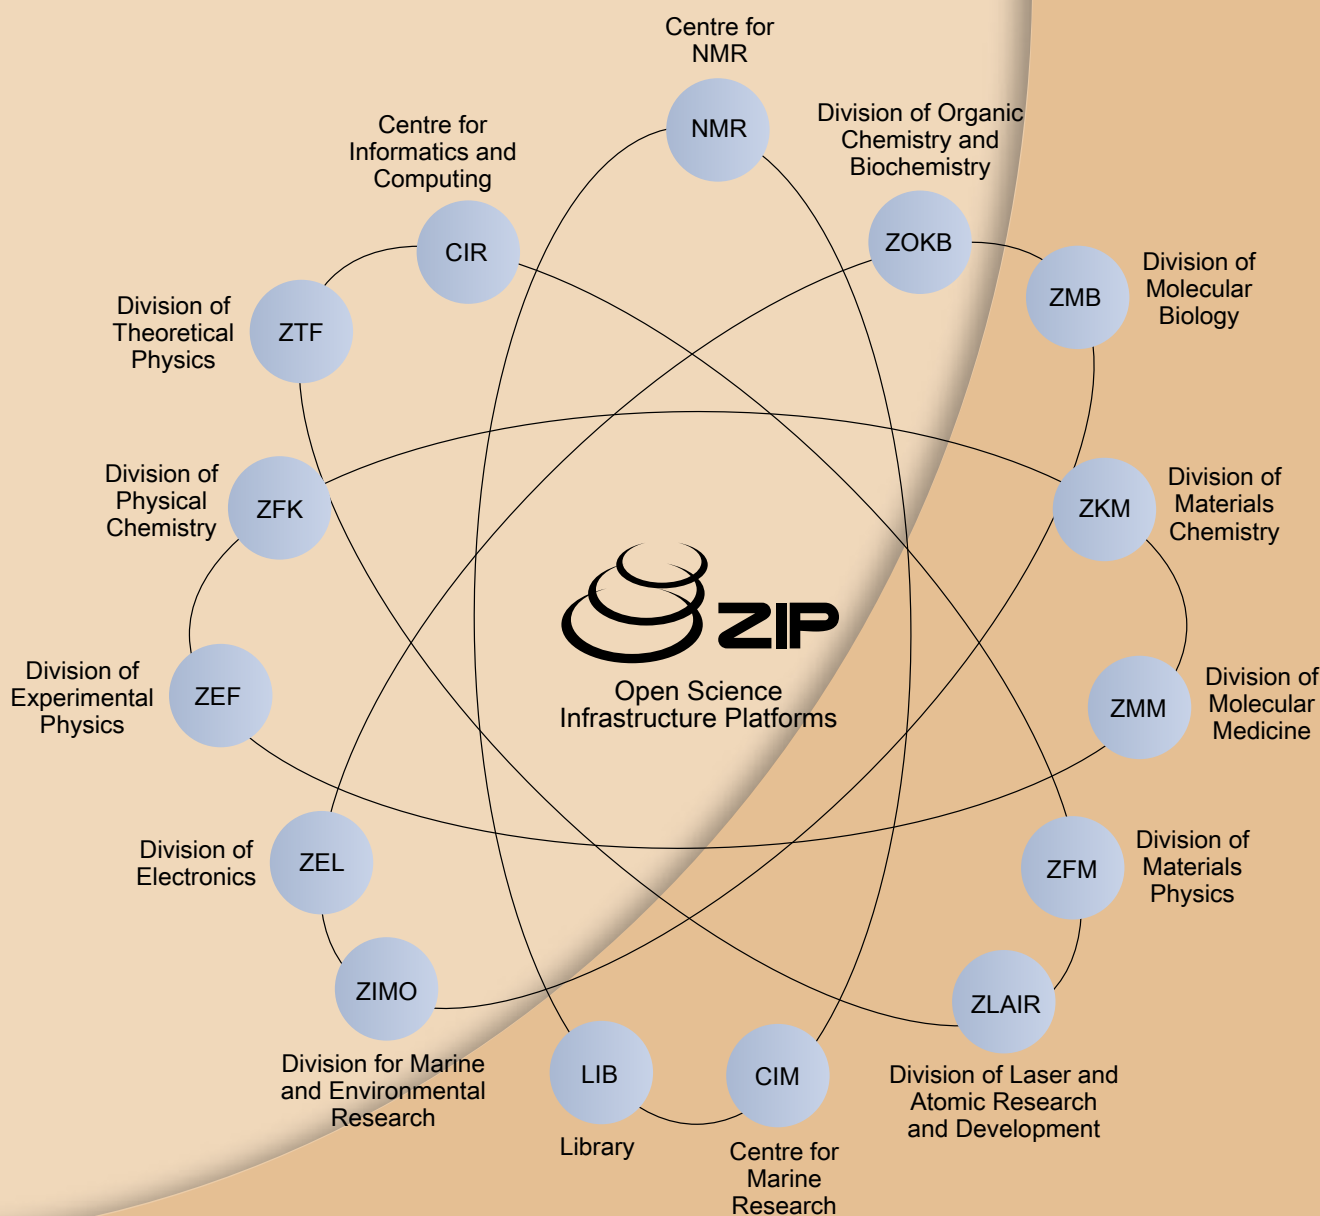 Centre for
NMR
NMR
Division of Organic
Chemistry and
Biochemistry
ZOKB
Centre for
Informatics and
Computing
CIR
Division of
Molecular
Biology
ZMB
Division of
Theoretical
Physics
ZTF
Division of
Physical
Chemistry
ZFK
ZKM
Division of
Materials
Chemistry
ZIP
Open Science
Infrastructure Platforms
Division of
Experimental
Physics
ZEF
ZMM
Division of
Molecular
Medicine
Division of
Electronics
ZEL
ZFM
Division of
Materials
Physics
ZIMO
Division for Marine
and Environmental
Research
ZLAIR
Division of Laser and
Atomic Research
and Development
LIB
Library
CIM
Centre for
Marine
Research